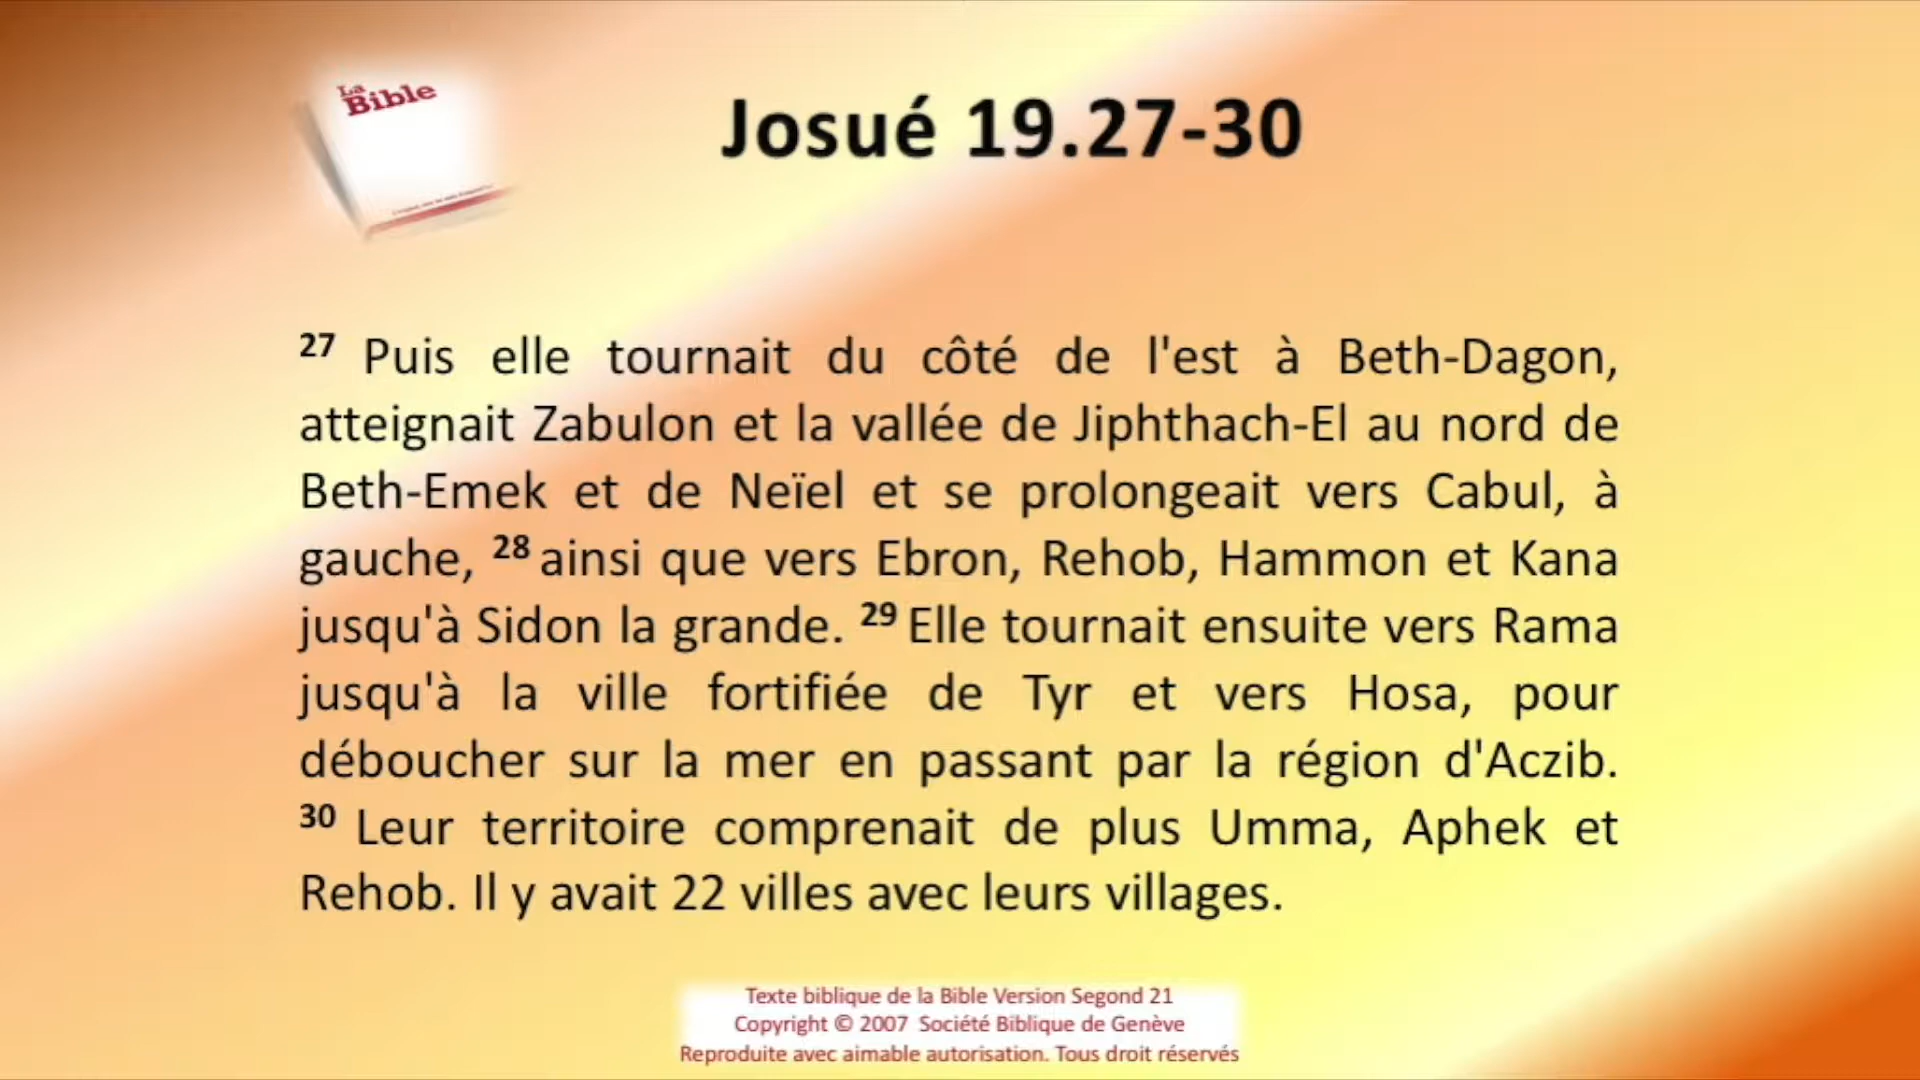 La
Bible
Josué 19.27-30
27 Puis elle tournait du côté de l'est à Beth-Dagon,
atteignait Zabulon et la vallée de Jiphthach-El au nord de
Beth-Emek et de Neïel et se prolongeait vers Cabul, à
gauche, 28 ainsi que vers Ebron, Rehob, Hammon et Kana
jusqu'à Sidon la grande. 29 Elle tournait ensuite vers Rama
jusqu'à la ville fortifiée de Tyr et vers Hosa, pour
déboucher sur la mer en passant par la région d'Aczib.
30 Leur territoire comprenait de plus Umma, Aphek et
Rehob. Il y avait 22 villes avec leurs villages.
Texte biblique de la Bible Version Segond 21
Copyright © 2007 Société Biblique de Genève
Reproduite avec aimable autorisation. Tous droit réservés